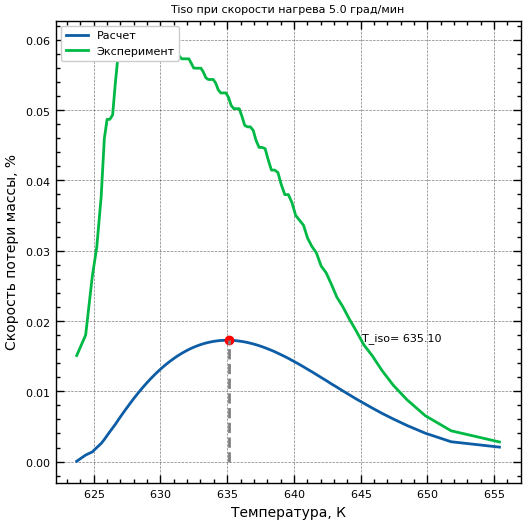 Tiso при скорости нагрева 5.0 град/мин
Расчет
Эксперимент
0.06
0.05
0.04
0.03
0.02
0.01
0.00
T_iso= 635.10
625 630 635 640 645 650 655
Скорость потери массы, %
Температура, К